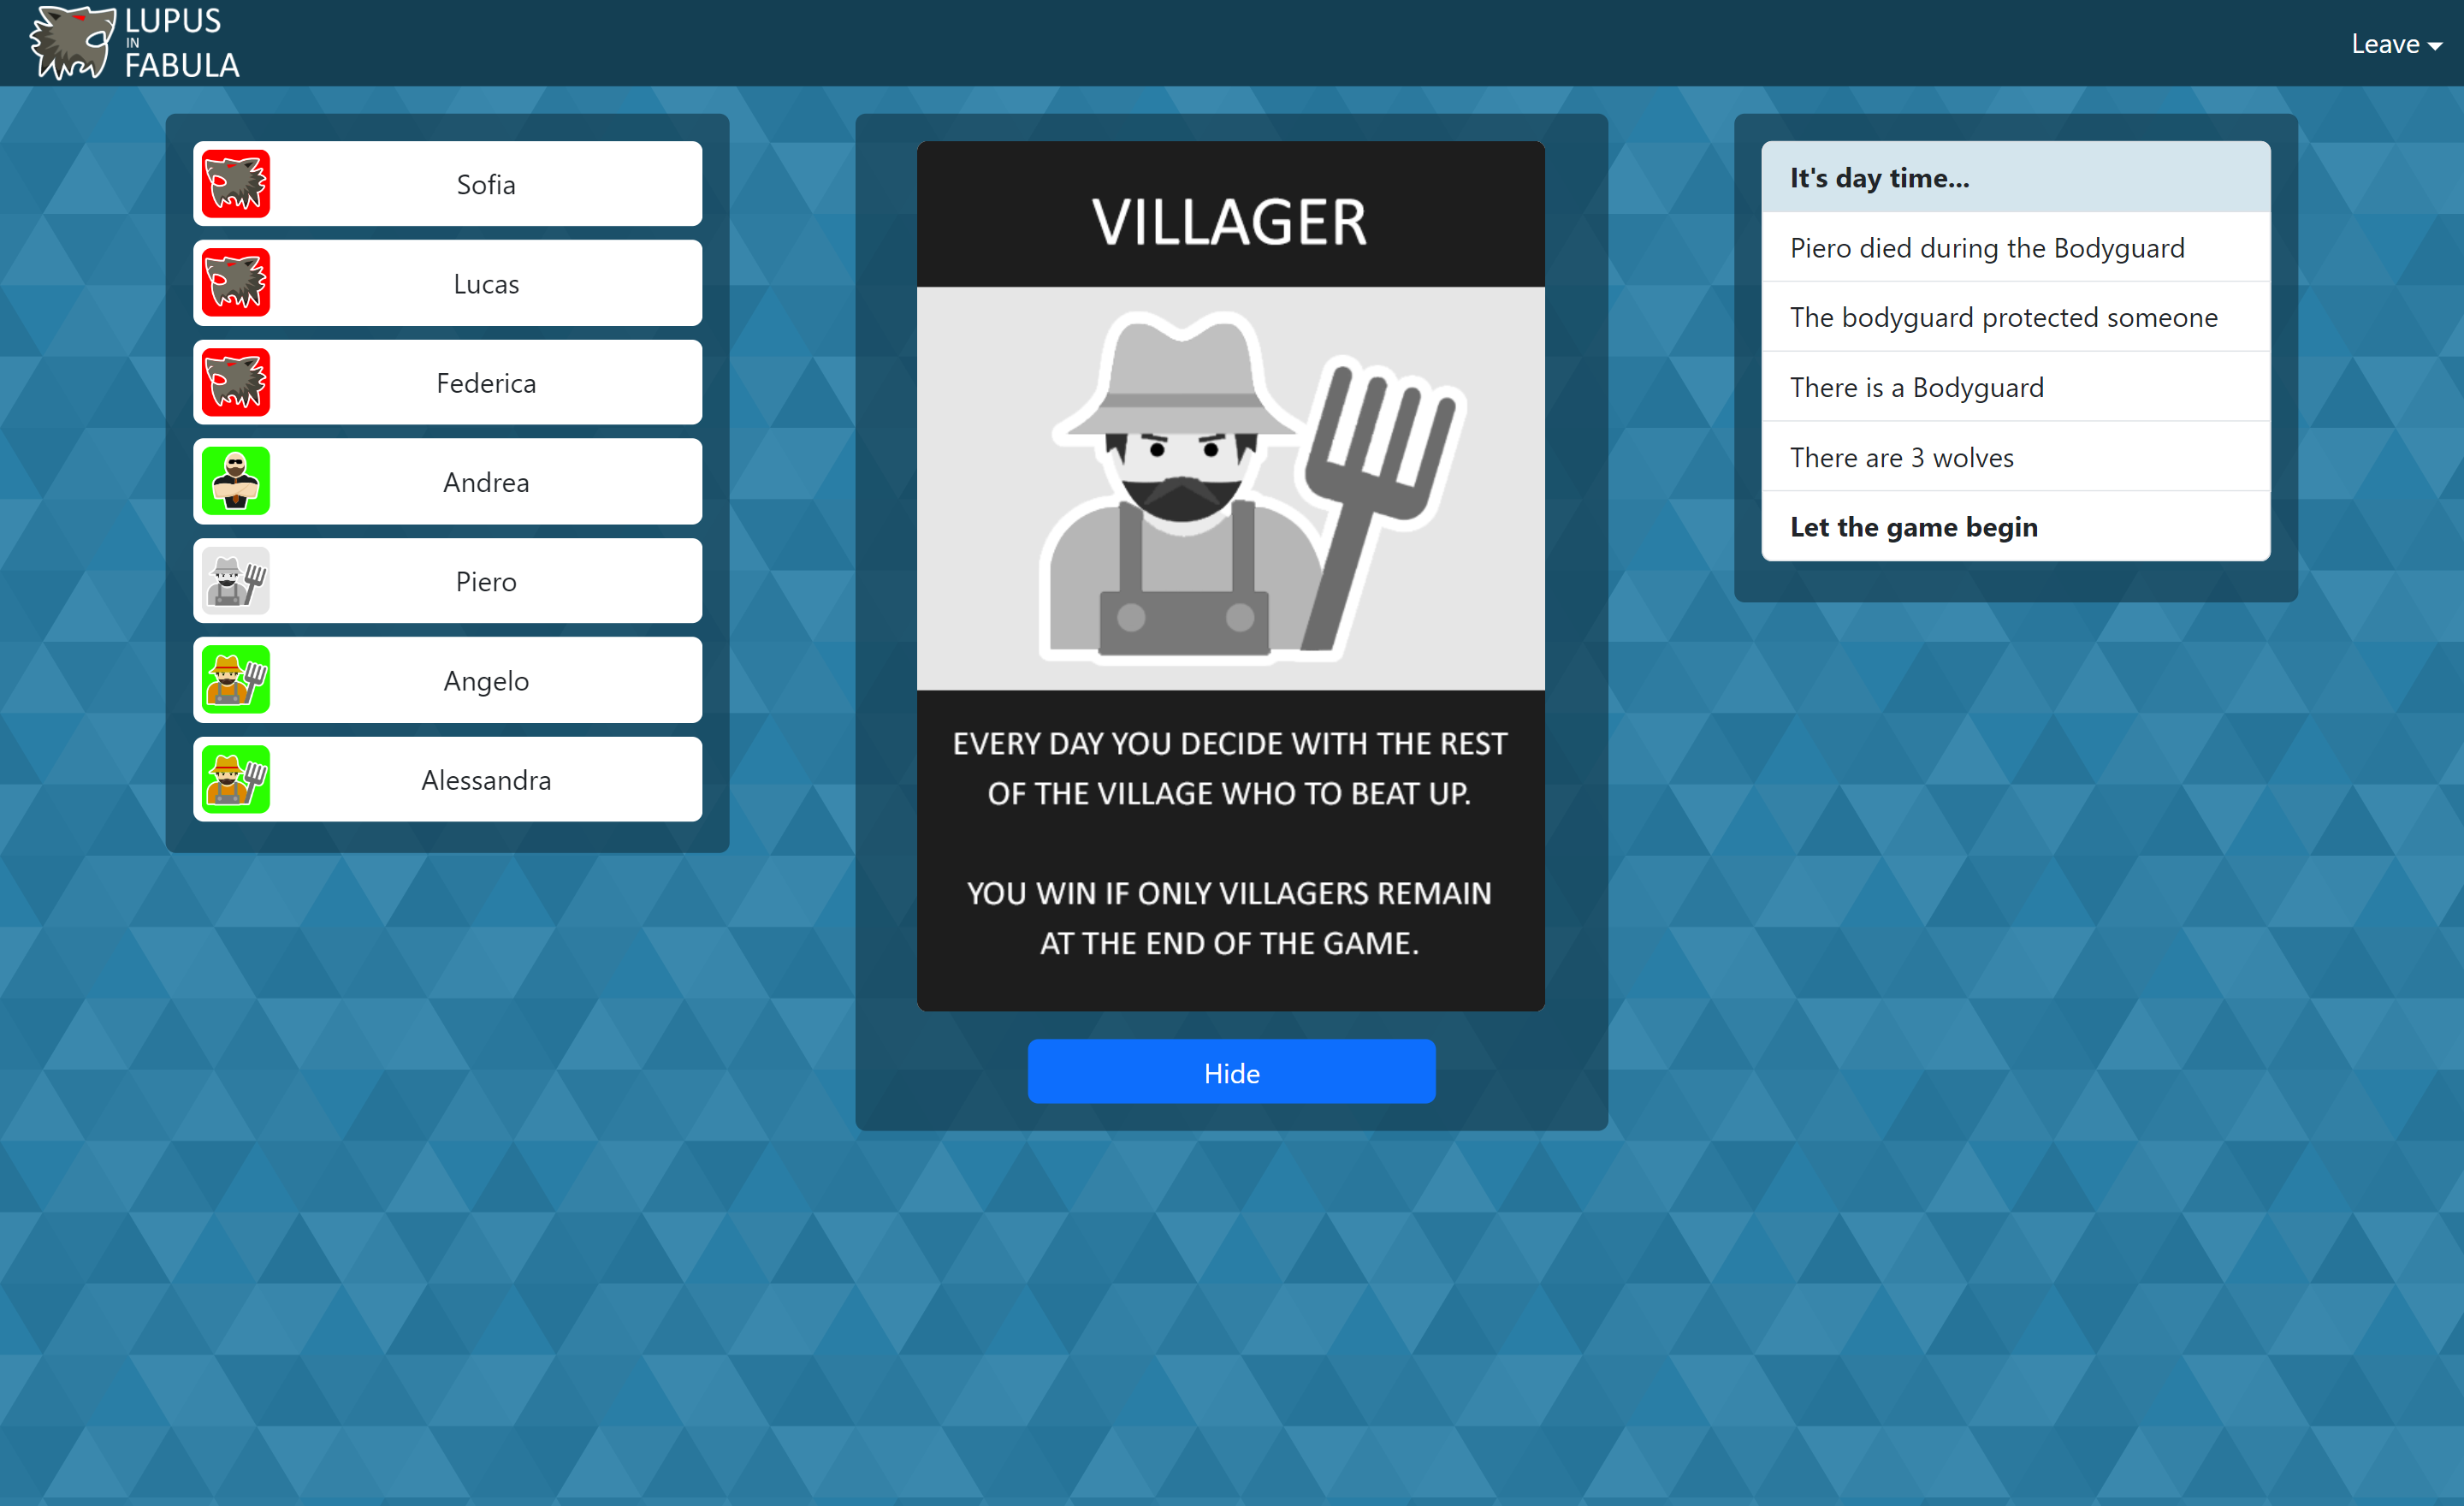 LUPUS
IN
FABULA
Leave
Sofia
Lucas
Federica
Andrea
Piero
Angelo
Alessandra
VILLAGER
EVERY DAY YOU DECIDE WITH THE REST
OF THE VILLAGE WHO TO BEAT UP.
YOU WIN IF ONLY VILLAGERS REMAIN
AT THE END OF THE GAME.
Hide
It's day time...
Piero died during the Bodyguard
The bodyguard protected someone
There is a Bodyguard
There are 3 wolves
Let the game begin